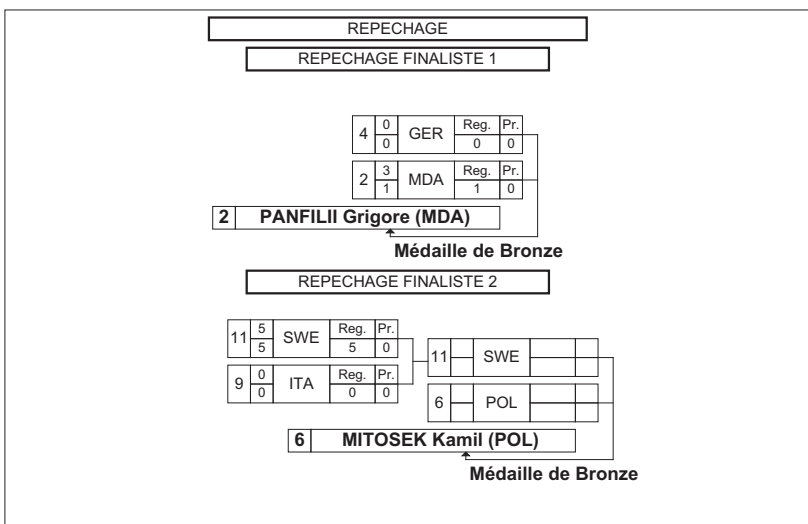 REPECHAGE
REPECHAGE FINALISTE 1
4 0 GER Reg. Pr.
0 0 0
2 3 MDA Reg. Pr.
1 1 0
2 PANFILII Grigore (MDA)
Médaille de Bronze
REPECHAGE FINALISTE 2
11 5 SWE Reg. Pr.
5 5 0
9 0 ITA Reg. Pr.
0 0 0
11 SWE
6 POL
6 MITOSEK Kamil (POL)
Médaille de Bronze